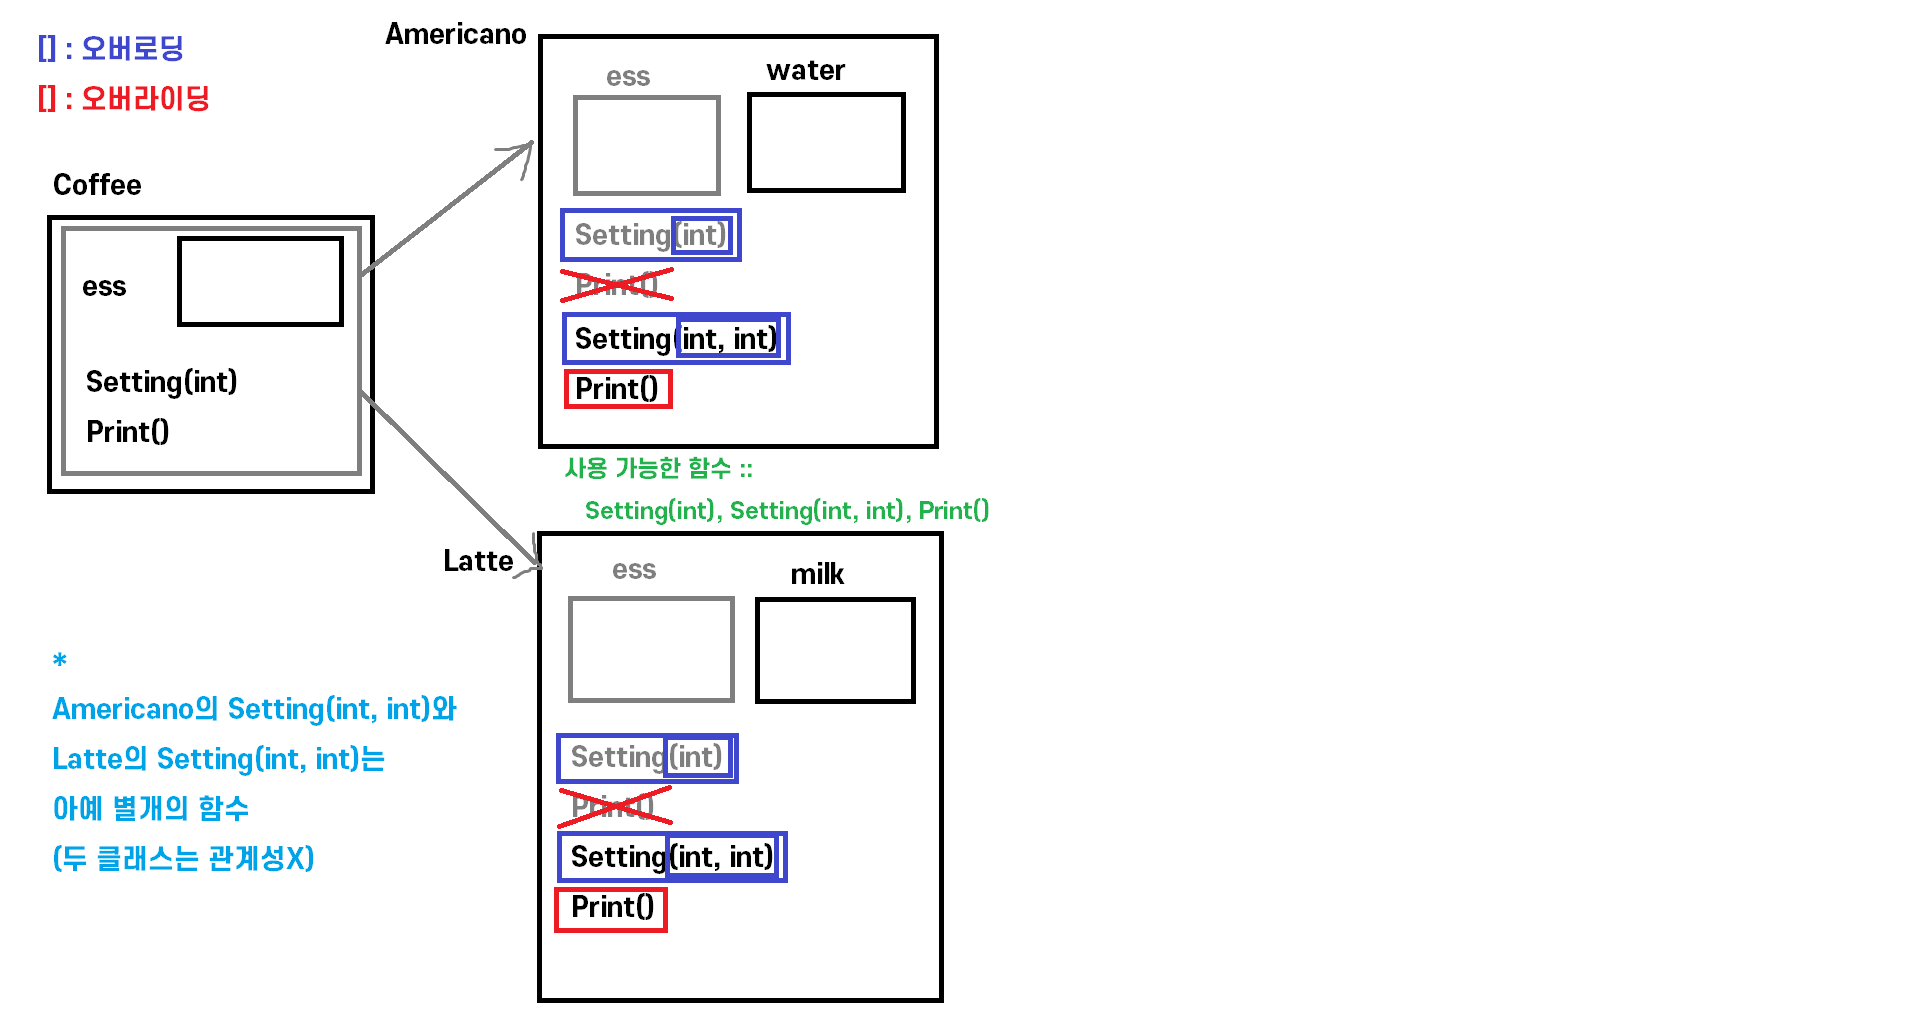 [] : 오버로딩
[] : 오버라이딩
Coffee
ess
Setting(int)
Print()
Americano
ess
water
Setting(int)
Print()
Setting(int, int)
Print()
사용 가능한 함수 ::
Setting(int), Setting(int, int), Print()
Latte
ess
milk
Setting(int)
Print()
Setting(int, int)
Print()
*
Americano의 Setting(int, int)와
Latte의 Setting(int, int)는
아예 별개의 함수
(두 클래스는 관계성X)